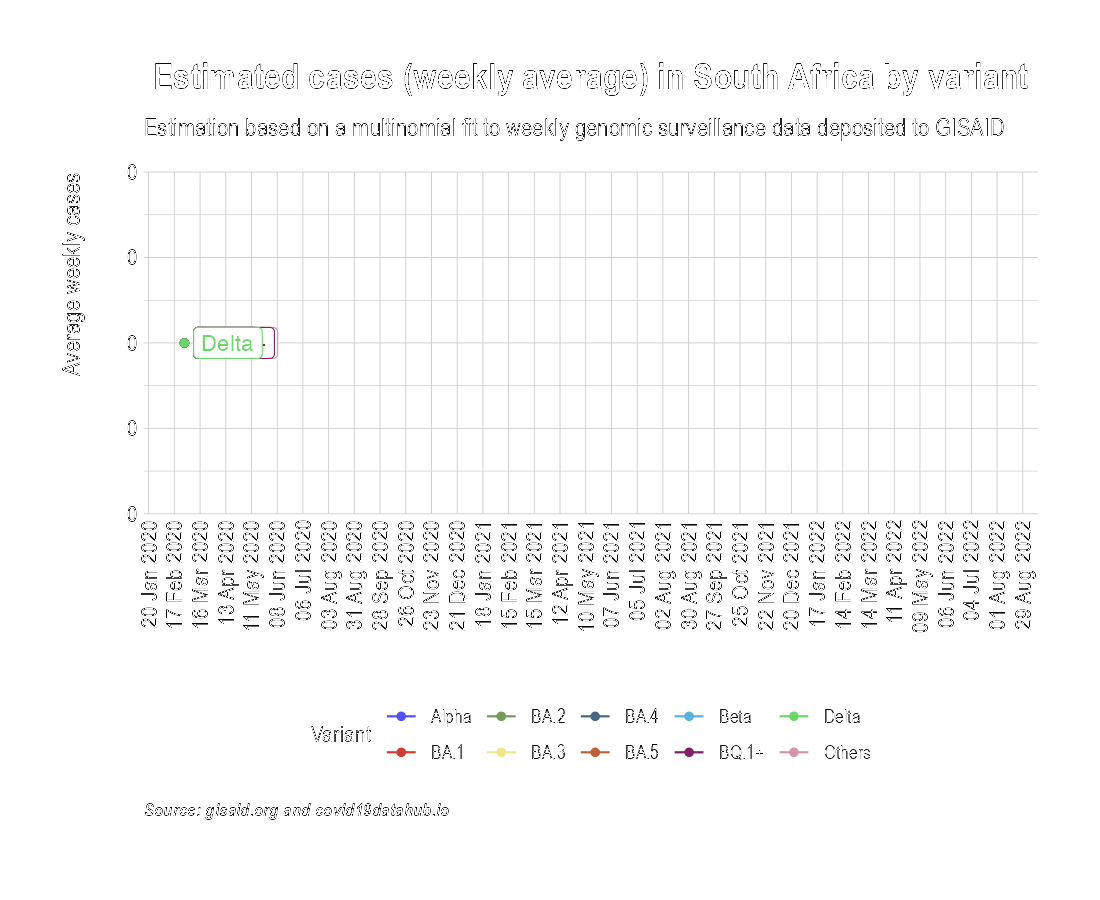 Estimated cases (weekly average) in South Africa by variant
Estimation based on a multinomial fit to weekly genomic surveillance data deposited to GISAID
Average weekly cases
0
0
0
0
0
Delta
20 Jan 2020
17 Feb 2020
16 Mar 2020
13 Apr 2020
11 May 2020
08 Jun 2020
06 Jul 2020
03 Aug 2020
31 Aug 2020
28 Sep 2020
26 Oct 2020
23 Nov 2020
21 Dec 2020
18 Jan 2021
15 Feb 2021
15 Mar 2021
12 Apr 2021
10 May 2021
07 Jun 2021
05 Jul 2021
02 Aug 2021
30 Aug 2021
27 Sep 2021
25 Oct 2021
22 Nov 2021
20 Dec 2021
17 Jan 2022
14 Feb 2022
14 Mar 2022
11 Apr 2022
09 May 2022
06 Jun 2022
04 Jul 2022
01 Aug 2022
29 Aug 2022
Variant
Alpha BA.2 BA.4 Beta Delta
BA.1 BA.3 BA.5 BQ.1+ Others
Source: gisaid.org and covid19datahub.io